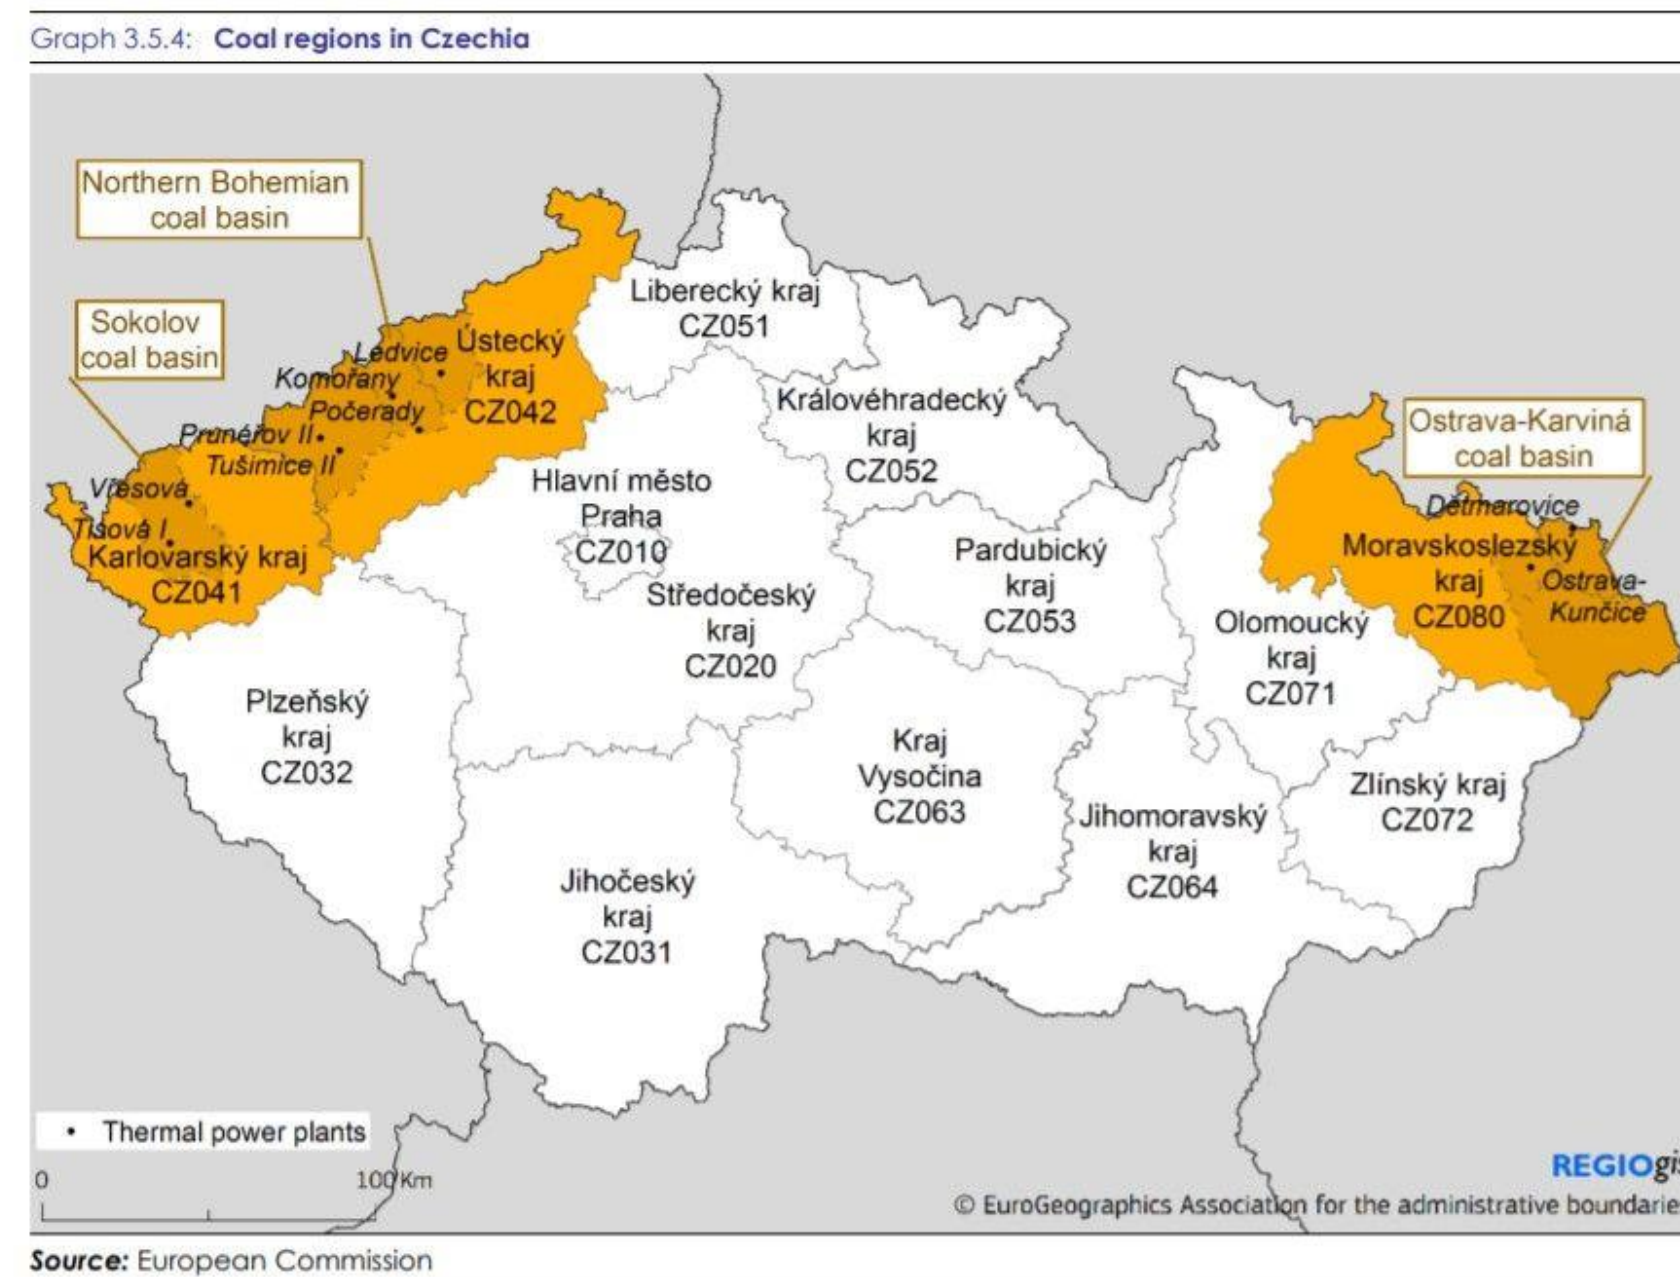 Graph 3.5.4: Coal regions in Czechia
Northern Bohemian
coal basin
Sokolov
coal basin
Liberecký kraj
CZ051
Ledvice
Ústecký
kraj
CZ042
Komořany
Počerady
Prunéřov II
Tušimice II
Vřesová
Tisová I
Karlovarský kraj
CZ041
Královéhradecký
kraj
CZ052
Ostrava-Karviná
coal basin
Dětmarovice
Moravskoslezský
kraj
CZ080
Ostrava-
Kunčice
Hlavní město
Praha
CZ010
Středočeský
kraj
CZ020
Pardubický
kraj
CZ053
Olomoucký
kraj
CZ071
Plzeňský
kraj
CZ032
Kraj
Vysočina
CZ063
Zlínský kraj
CZ072
Jihomoravský
kraj
CZ064
Jihočeský
kraj
CZ031
• Thermal power plants
0 100 Km
REGIOgis
© EuroGeographics Association for the administrative boundarie
Source: European Commission